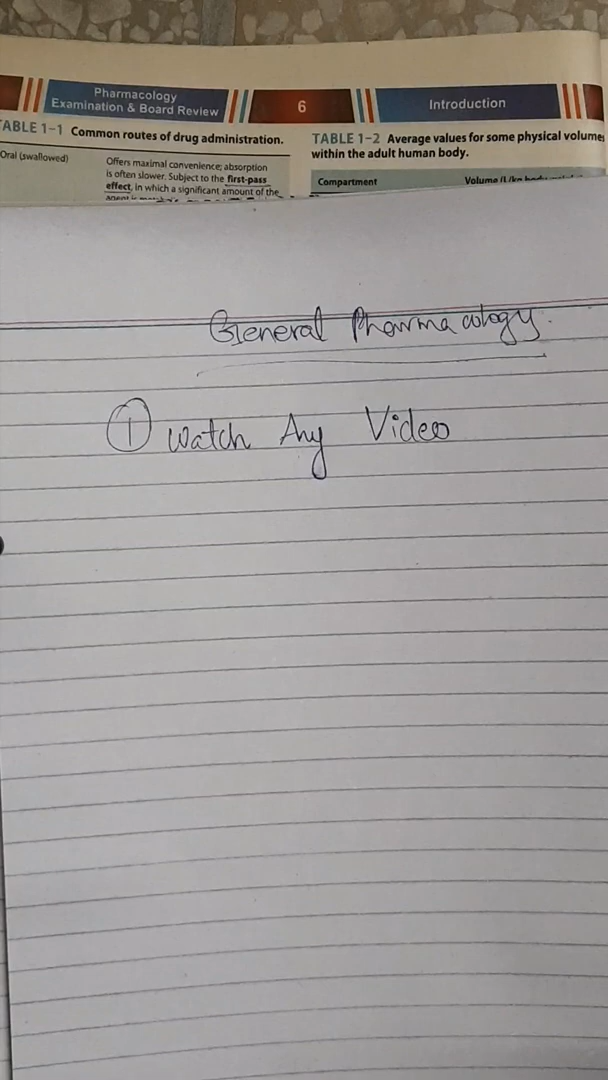 Pharmacology
Examination & Board Review
6
Introduction
TABLE 1–1 Common routes of drug administration.
Oral (swallowed)
Offers maximal convenience; absorption
is often slower. Subject to the first-pass
effect, in which a significant amount of the
TABLE 1–2 Average values for some physical volumes
within the adult human body.
Compartment
Volume
General Pharmacology.
1 watch Any Video